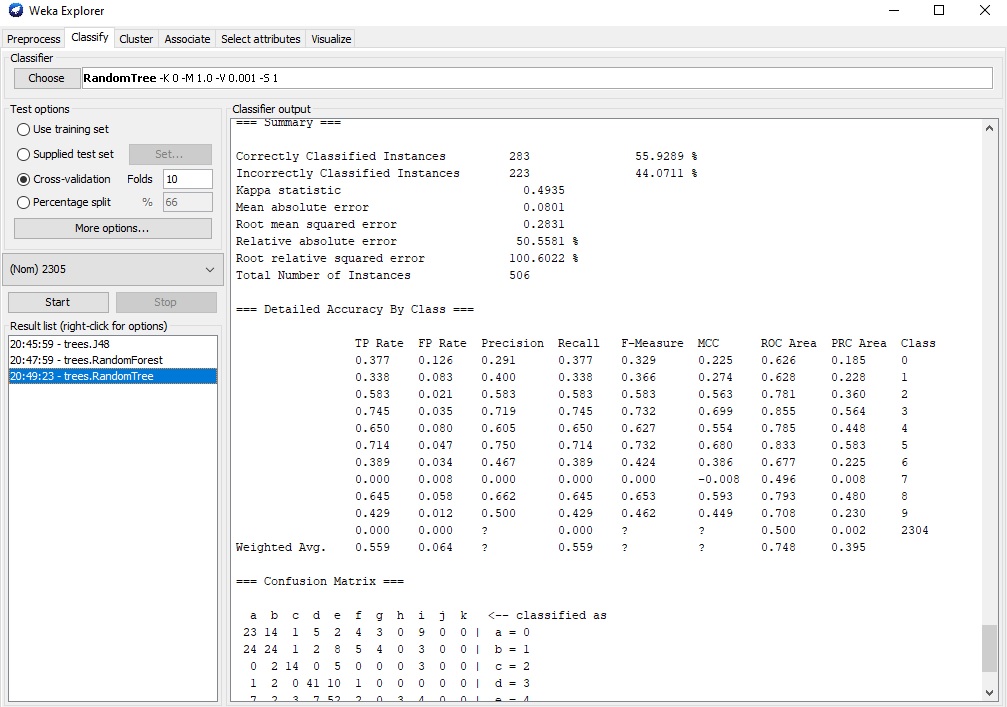 Weka Explorer
Preprocess Classify Cluster Associate Select attributes Visualize
Classifier
Choose RandomTree -K 0 -M 1.0 -V 0.001 -S 1
Test options
Use training set
Supplied test set Set...
Cross-validation Folds 10
Percentage split % 66
More options...
(Nom) 2305
Start Stop
Result list (right-click for options)
20:45:59 - trees.J48
20:47:59 - trees.RandomForest
20:49:23 - trees.RandomTree
Classifier output
=== Summary ===
Correctly Classified Instances 283 55.9289 %
Incorrectly Classified Instances 223 44.0711 %
Kappa statistic 0.4935
Mean absolute error 0.0801
Root mean squared error 0.2831
Relative absolute error 50.5581 %
Root relative squared error 100.6022 %
Total Number of Instances 506
=== Detailed Accuracy By Class ===
TP Rate FP Rate Precision Recall F-Measure MCC ROC Area PRC Area Class
0.377 0.126 0.291 0.377 0.329 0.225 0.626 0.185 0
0.338 0.083 0.400 0.338 0.366 0.274 0.628 0.228 1
0.583 0.021 0.583 0.583 0.583 0.563 0.781 0.360 2
0.745 0.035 0.719 0.745 0.732 0.699 0.855 0.564 3
0.650 0.080 0.605 0.650 0.627 0.554 0.785 0.448 4
0.714 0.047 0.750 0.714 0.732 0.680 0.833 0.583 5
0.389 0.034 0.467 0.389 0.424 0.386 0.677 0.225 6
0.000 0.008 0.000 0.000 0.000 -0.008 0.496 0.008 7
0.645 0.058 0.662 0.645 0.653 0.593 0.793 0.480 8
0.429 0.012 0.500 0.429 0.462 0.449 0.708 0.230 9
0.000 0.000 ? 0.000 ? ? 0.500 0.002 2304
Weighted Avg. 0.559 0.064 ? 0.559 ? ? 0.748 0.395
=== Confusion Matrix ===
a b c d e f g h i j k <-- classified as
23 14 1 5 2 4 3 0 9 0 0 | a = 0
24 24 1 2 8 5 4 0 3 0 0 | b = 1
0 2 14 0 5 0 0 0 3 0 0 | c = 2
1 2 0 41 10 1 0 0 0 0 0 | d = 3
7 2 3 7 52 2 0 3 4 0 0 | e = 4